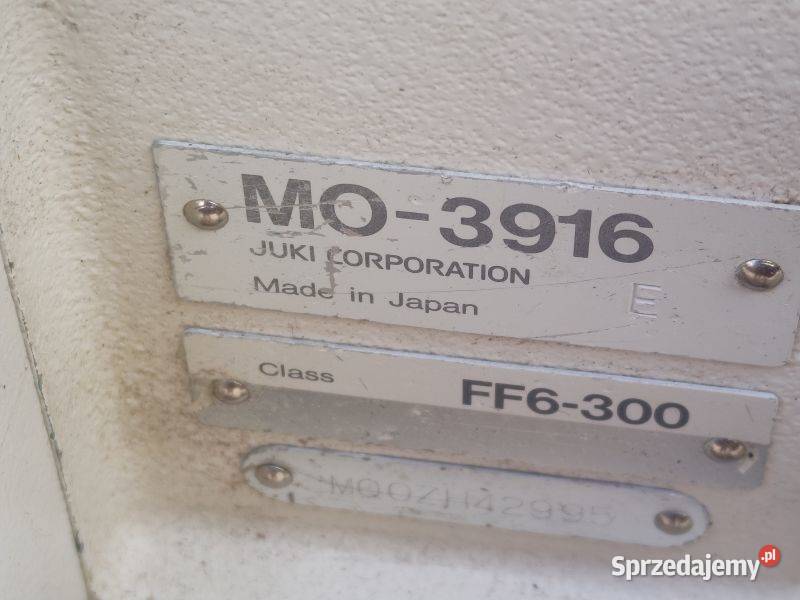 MO-3916
JUKI CORPORATION
Made in Japan E
Class FF6-300
Sprzedajemy.pl